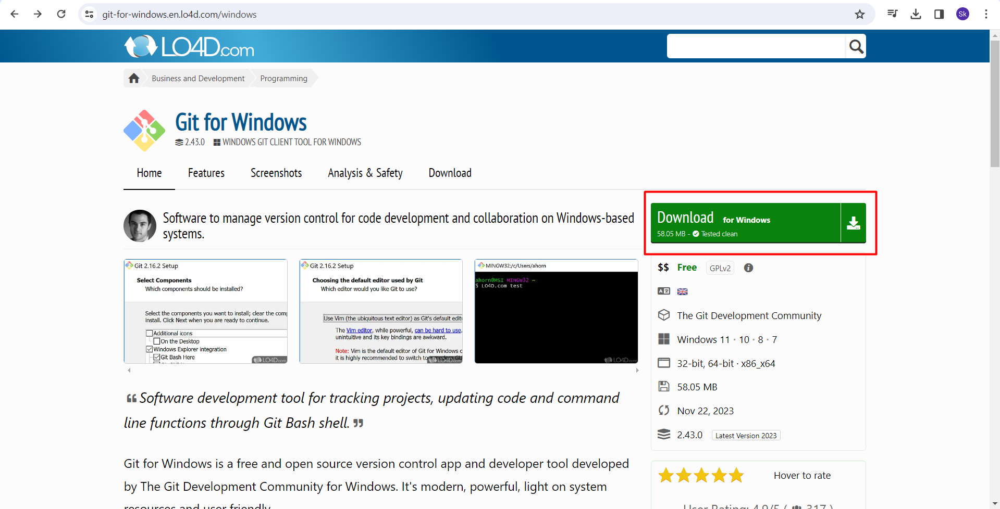 git-for-windows.en.lo4d.com/windows
Sk
LO4D.com
Business and Development
Programming
Git for Windows
2.43.0
WINDOWS GIT CLIENT TOOL FOR WINDOWS
Home
Features
Screenshots
Analysis & Safety
Download
Software to manage version control for code development and collaboration on Windows-based
systems.
Download for Windows
58.05 MB - Tested clean
Git 2.16.2 Setup
Select Components
Which components should be installed?
Select the components you want to install; clear the comp
install. Click Next when you are ready to continue.
Additional icons
On the Desktop
Windows Explorer integration
Git Bash Here
LO4D.com
Git 2.16.2 Setup
Choosing the default editor used by Git
Which editor would you like Git to use?
Use Vim (the ubiquitous text editor) as Git's default edit
The Vim editor, while powerful, can be hard to use.
unintuitive and its key bindings are awkward.
Note: Vim is the default editor of Git for Windows o
it is highly recommended to switch to a modern GU
LO4D.com
MINGW32:/c/Users/ahorn
ahorn@MSI MINGW32 ~
$ LO4D.com test
LO4D.com
$$ Free GPLv2
The Git Development Community
Windows 11 · 10 · 8 · 7
32-bit, 64-bit · x86_x64
58.05 MB
Nov 22, 2023
2.43.0 Latest Version 2023
Hover to rate
User Rating: 4.9/5 ( 317 )
“Software development tool for tracking projects, updating code and command
line functions through Git Bash shell.”
Git for Windows is a free and open source version control app and developer tool developed
by The Git Development Community for Windows. It's modern, powerful, light on system
resources and user friendly.